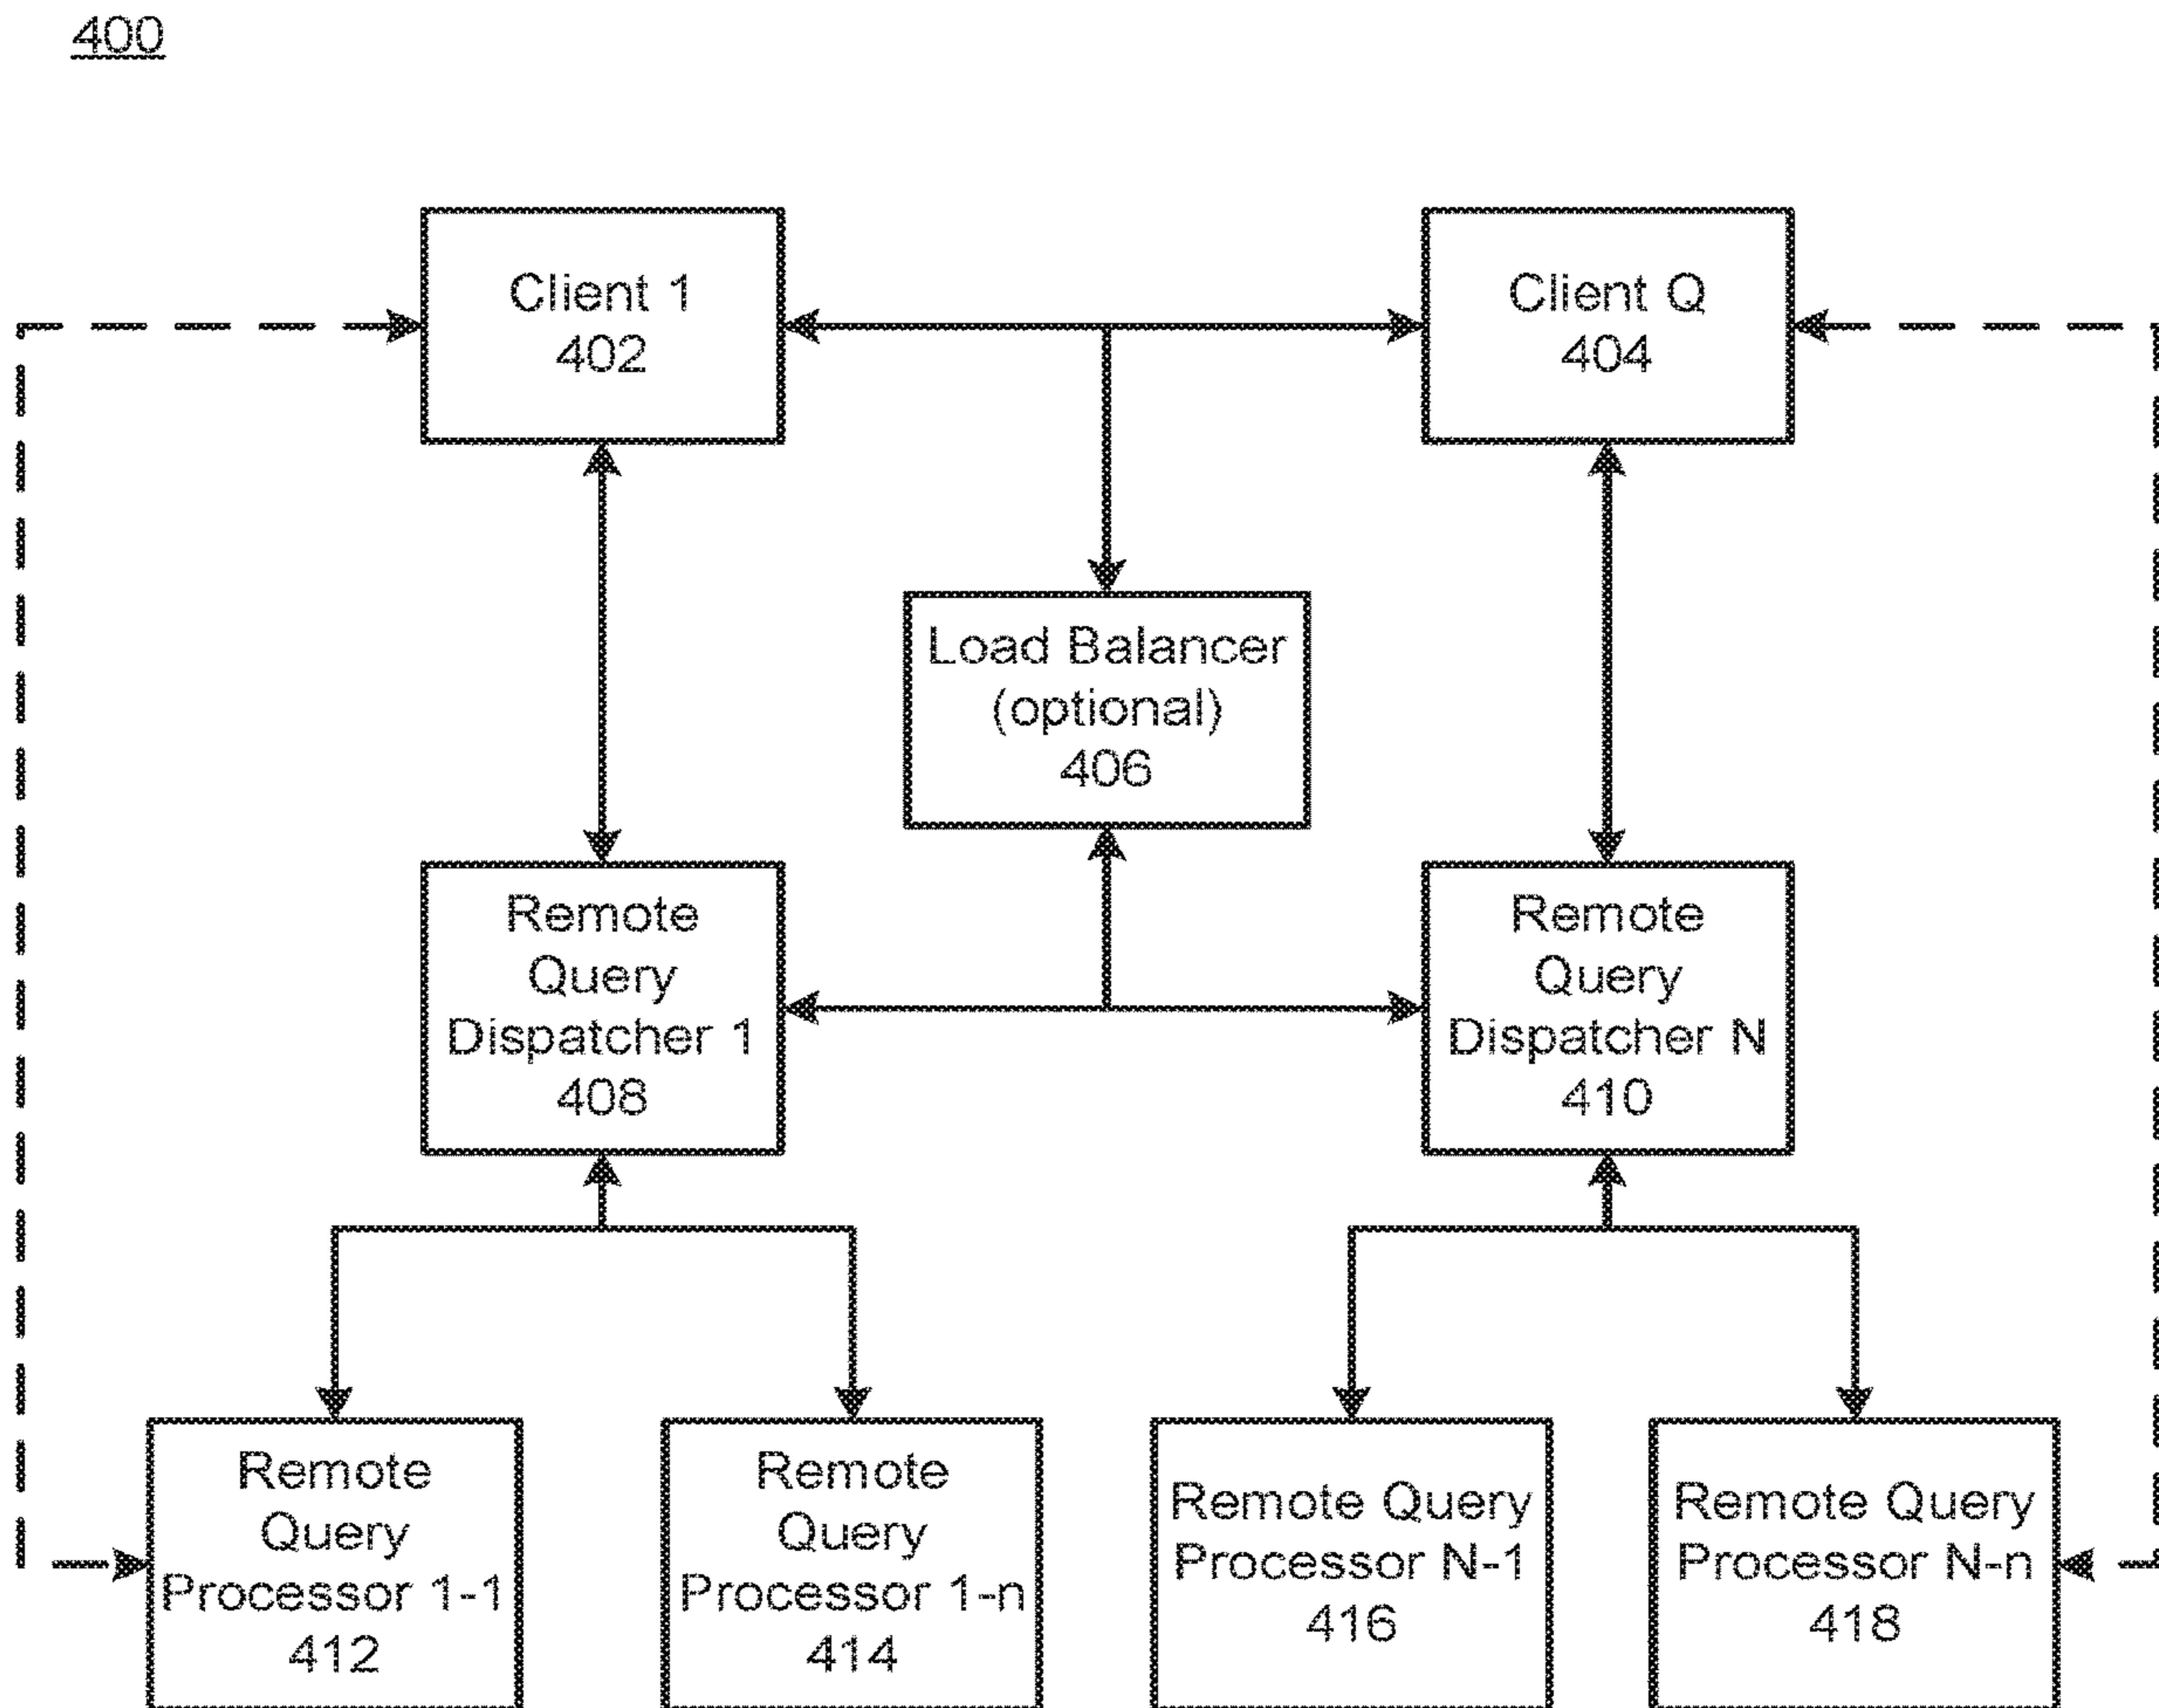 400
Client 1
402
Client Q
404
Load Balancer
(optional)
406
Remote
Query
Dispatcher 1
408
Remote
Query
Dispatcher N
410
Remote
Query
Processor 1-1
412
Remote
Query
Processor 1-n
414
Remote Query
Processor N-1
416
Remote Query
Processor N-n
418